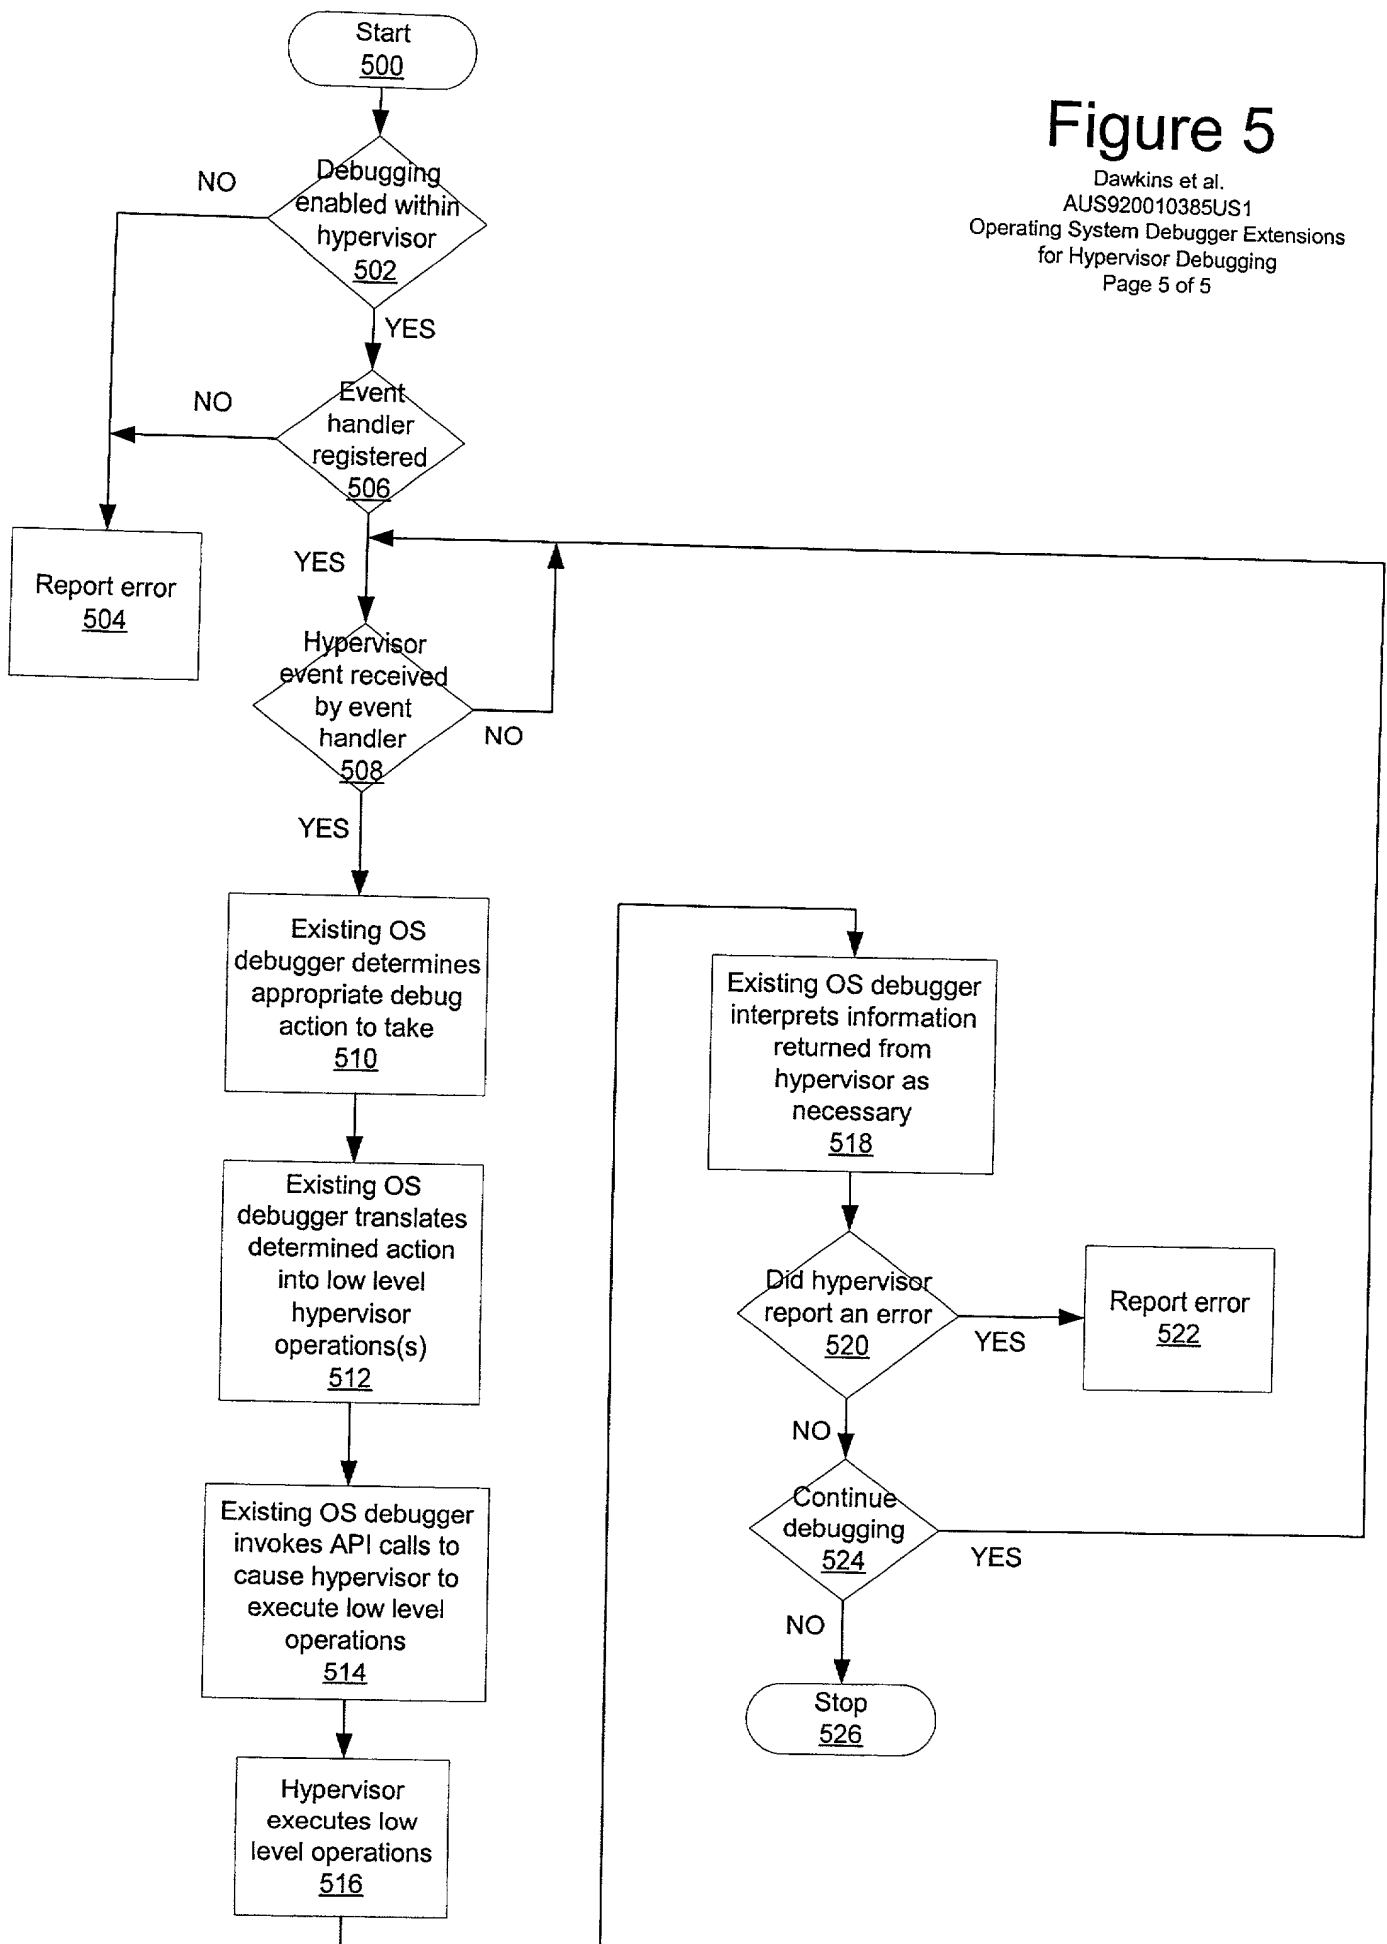 Start
500
Figure 5
Dawkins et al.
AUS920010385US1
Operating System Debugger Extensions
for Hypervisor Debugging
Page 5 of 5
Debugging
enabled within
hypervisor
502
NO
YES
Event
handler
registered
506
NO
YES
Report error
504
Hypervisor
event received
by event
handler
508
NO
YES
Existing OS
debugger determines
appropriate debug
action to take
510
Existing OS
debugger translates
determined action
into low level
hypervisor
operations(s)
512
Existing OS debugger
invokes API calls to
cause hypervisor to
execute low level
operations
514
Hypervisor
executes low
level operations
516
Existing OS debugger
interprets information
returned from
hypervisor as
necessary
518
Did hypervisor
report an error
520
YES
Report error
522
NO
Continue
debugging
524
YES
NO
Stop
526